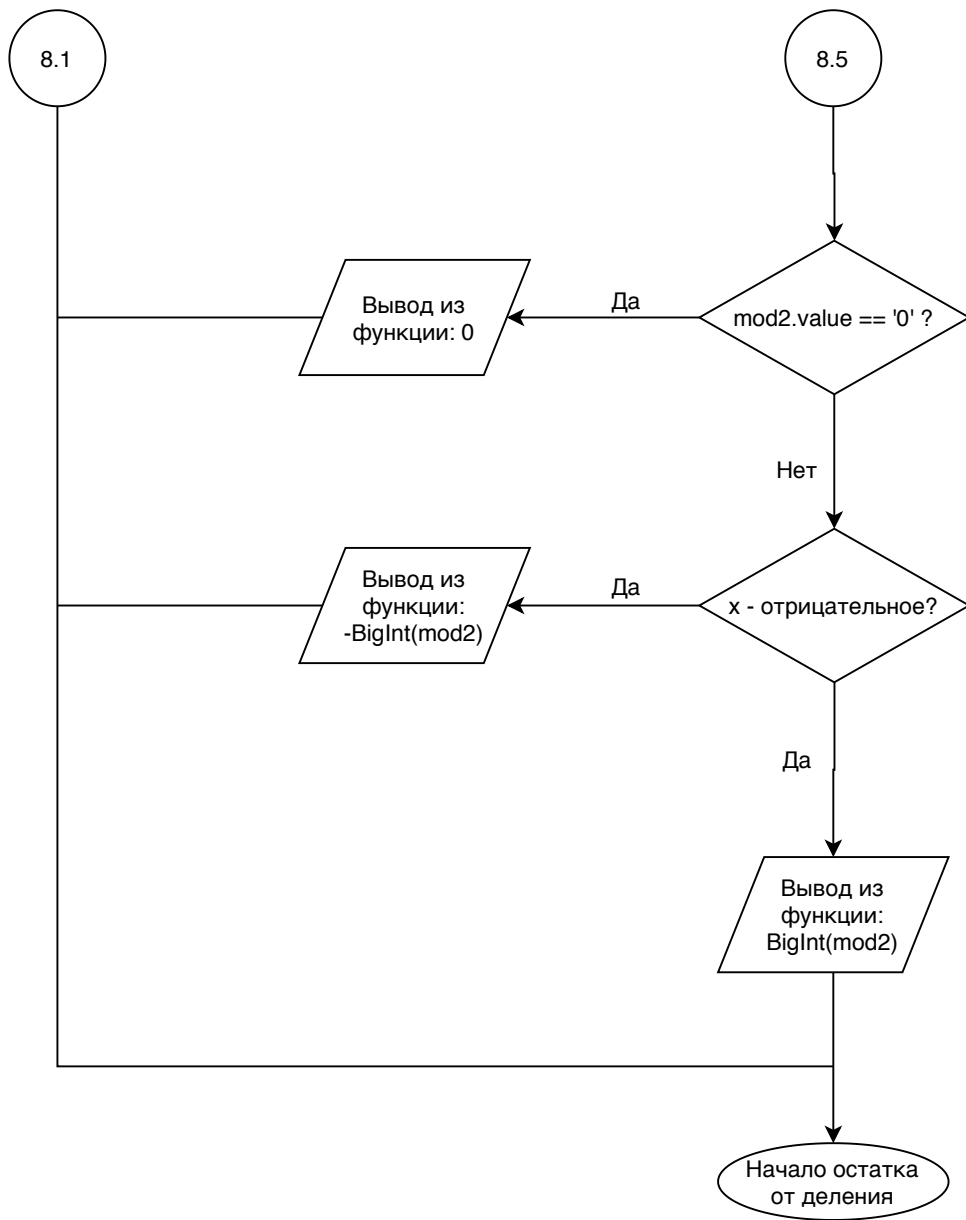 8.1
8.5
mod2.value == '0' ?
Да
Вывод из
функции: 0
Нет
x - отрицательное?
Да
Вывод из
функции:
-BigInt(mod2)
Да
Вывод из
функции:
BigInt(mod2)
Начало остатка
от деления